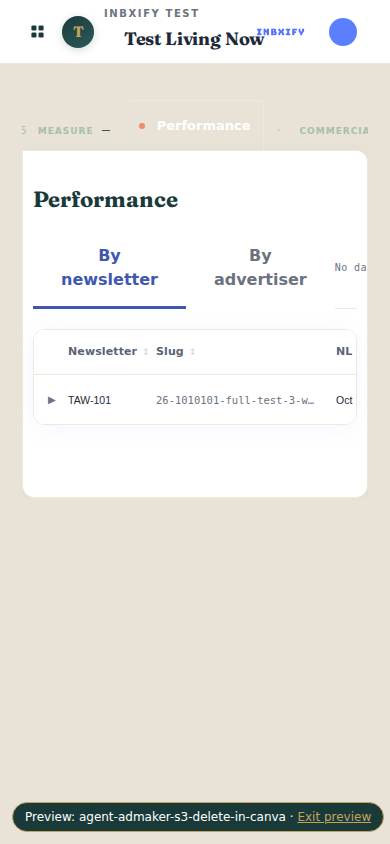 INBXIFY TEST
T
Test Living Now
INBXIFY
5 MEASURE —
Performance
· COMMERCIA
Performance
By newsletter
By advertiser
No da
Newsletter ↕ Slug ↕ NL
▶ TAW-101 26-1010101-full-test-3-w… Oct
Preview: agent-admaker-s3-delete-in-canva · Exit preview